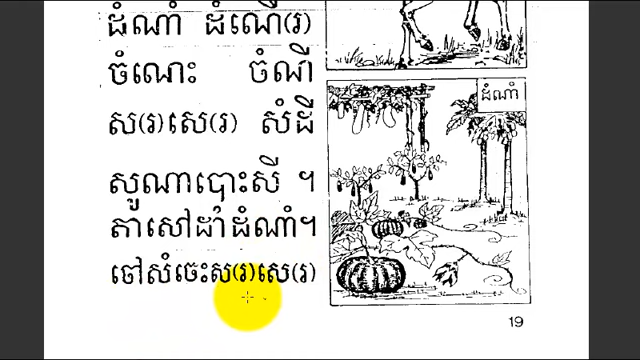 ដំណាំ ដំណើ(រ)
ចំណេះ ចំណី
ស(រ)សេ(រ) សំដី
សូណាបោះសី ។
តាសៅដាំដំណាំ។
ចៅសំចេះស(រ)សេ(រ)
ដំណាំ
19